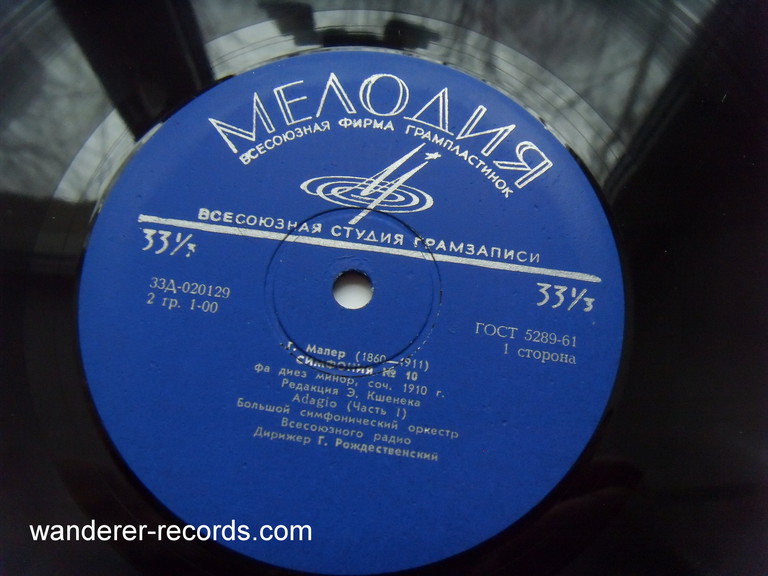 МЕЛОДИЯ
ВСЕСОЮЗНАЯ ФИРМА ГРАМПЛАСТИНОК
ВСЕСОЮЗНАЯ СТУДИЯ ГРАМЗАПИСИ
33⅓
33⅓
33Д-020129
2 гр. 1-00
ГОСТ 5289-61
1 сторона
Г. Малер (1860—1911)
СИМФОНИЯ № 10
фа диез минор, соч. 1910 г.
Редакция Э. Кшенека
Adagio (Часть I)
Большой симфонический оркестр
Всесоюзного радио
Дирижер Г. Рождественский
wanderer-records.com